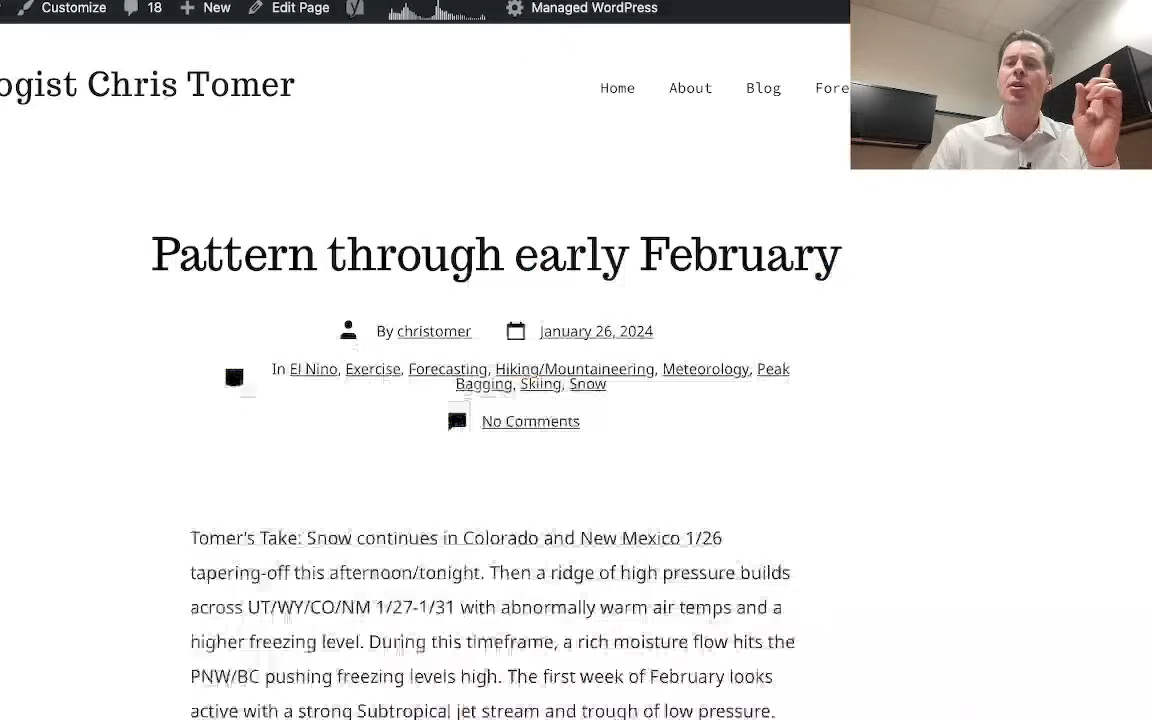 Customize 18 New Edit Page Managed WordPress
ogist Chris Tomer
Home About Blog Fore
Pattern through early February
By christomer January 26, 2024
In El Nino, Exercise, Forecasting, Hiking/Mountaineering, Meteorology, Peak
Bagging, Skiing, Snow
No Comments
Tomer's Take: Snow continues in Colorado and New Mexico 1/26
tapering-off this afternoon/tonight. Then a ridge of high pressure builds
across UT/WY/CO/NM 1/27-1/31 with abnormally warm air temps and a
higher freezing level. During this timeframe, a rich moisture flow hits the
PNW/BC pushing freezing levels high. The first week of February looks
active with a strong Subtropical jet stream and trough of low pressure.